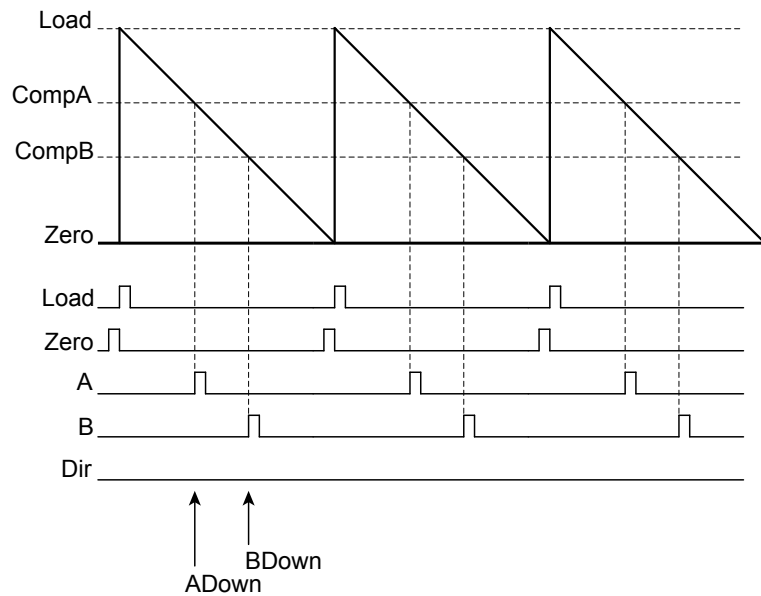 Load
CompA
CompB
Zero
Load
Zero
A
B
Dir
BDown
ADown